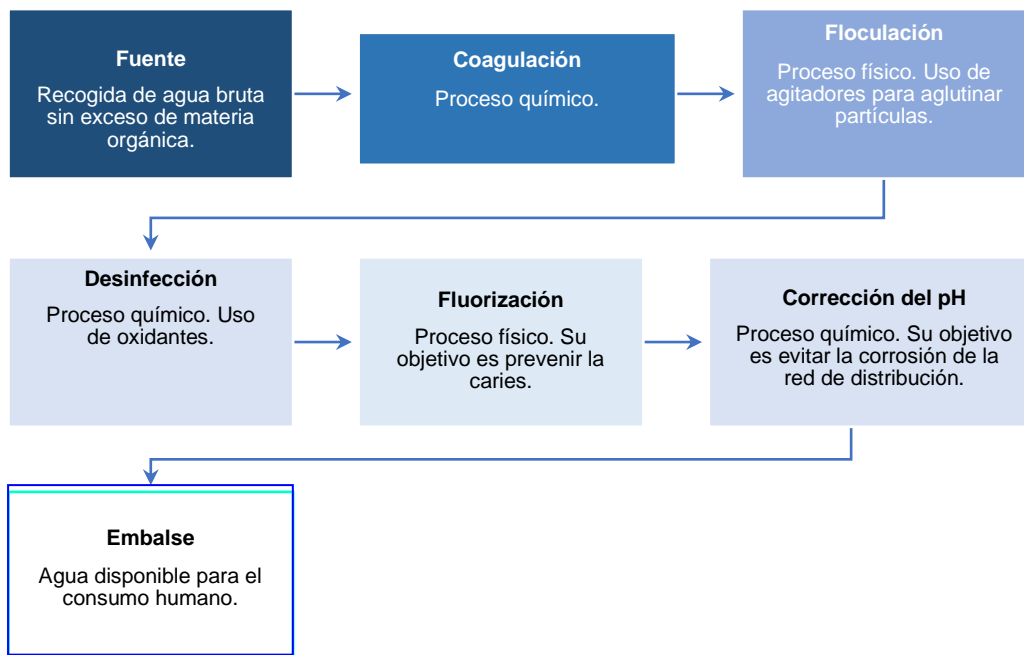 Fuente
Recogida de agua bruta
sin exceso de materia
orgánica.
Coagulación
Proceso químico.
Floculación
Proceso físico. Uso de
agitadores para aglutinar
partículas.
Desinfección
Proceso químico. Uso
de oxidantes.
Fluorización
Proceso físico. Su
objetivo es prevenir la
caries.
Corrección del pH
Proceso químico. Su objetivo
es evitar la corrosión de la
red de distribución.
Embalse
Agua disponible para el
consumo humano.